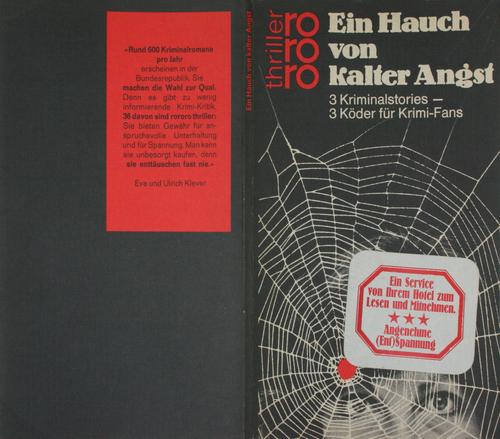 «Rund 600 Kriminalromane
pro Jahr
erscheinen in der
Bundesrepublik. Sie
machen die Wahl zur Qual.
Denn es gibt zu wenig
informierende Krimi-Kritik.
36 davon sind rororo thriller:
Sie bieten Gewähr für an-
spruchsvolle Unterhaltung
und für Spannung. Man kann
sie unbesorgt kaufen, denn
sie enttäuschen fast nie.»
Eva und Ulrich Klever
Ein Hauch von kalter Angst
thriller
ro
ro
ro
Ein Hauch
von
kalter Angst
3 Kriminalstories –
3 Köder für Krimi-Fans
Ein Service
von Ihrem Hotel zum
Lesen und Mitnehmen.
★★★
Angenehme
(Ent)Spannung